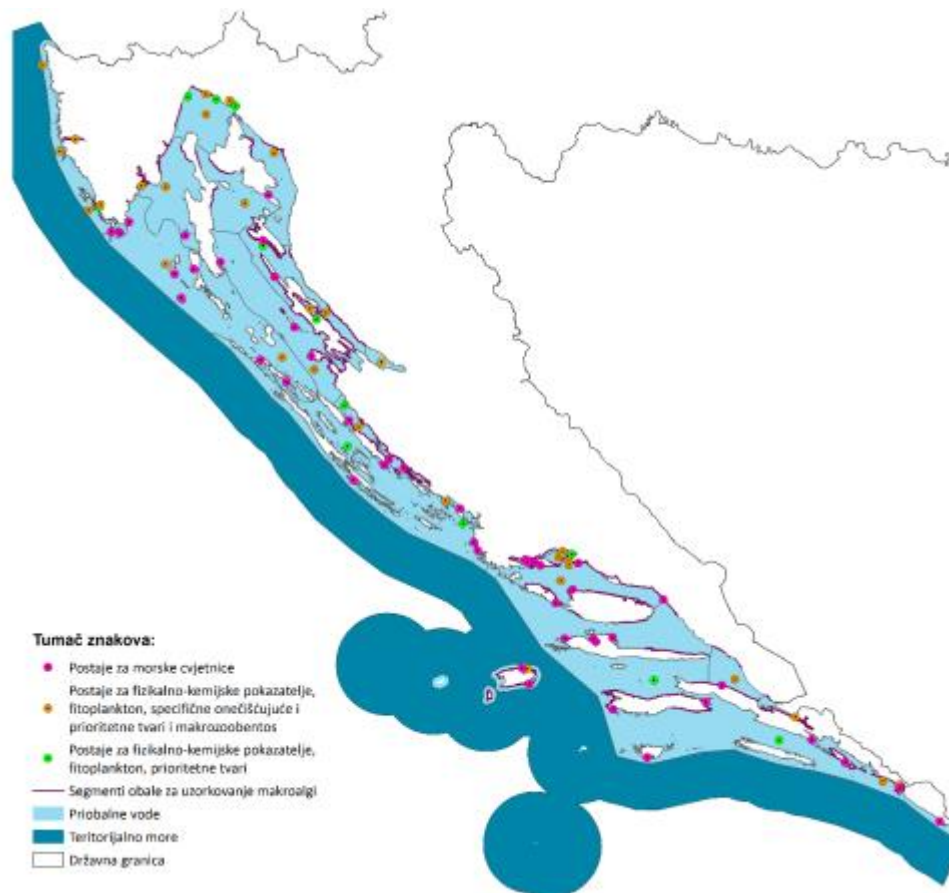 Tumač znakova:
Postaje za morske cvjetnice
Postaje za fizikalno-kemijske pokazatelje,
fitoplankton, specifične onečišćujuće i
prioritetne tvari i makrozoobentos
Postaje za fizikalno-kemijske pokazatelje,
fitoplankton, prioritetne tvari
Segmenti obale za uzorkovanje makroalgi
Priobalne vode
Teritorijalno more
Državna granica